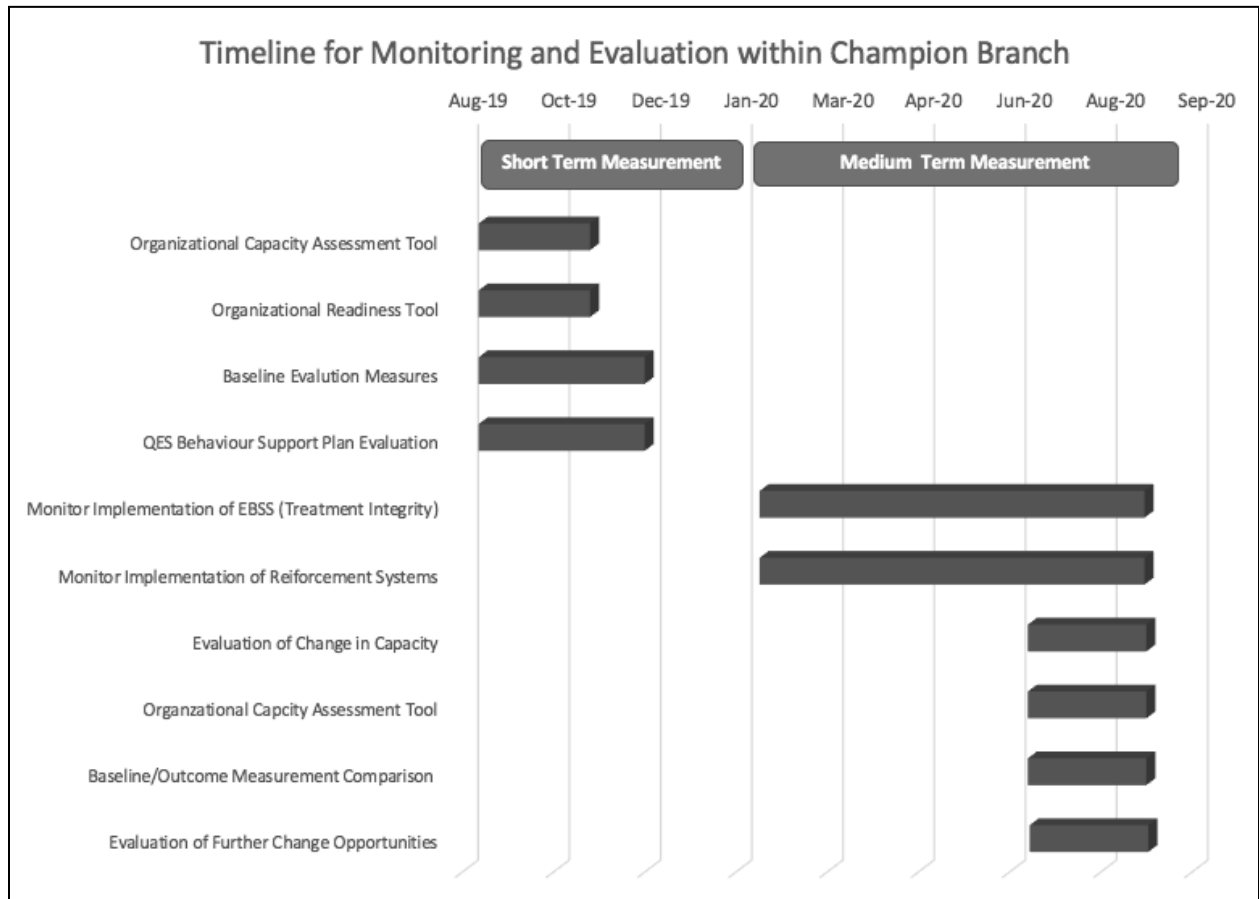 Timeline for Monitoring and Evaluation within Champion Branch
Aug-19 Oct-19 Dec-19 Jan-20 Mar-20 Apr-20 Jun-20 Aug-20 Sep-20
Short Term Measurement Medium Term Measurement
Organizational Capacity Assessment Tool
Organizational Readiness Tool
Baseline Evalution Measures
QES Behaviour Support Plan Evaluation
Monitor Implementation of EBSS (Treatment Integrity)
Monitor Implementation of Reiforcement Systems
Evaluation of Change in Capacity
Organzational Capcity Assessment Tool
Baseline/Outcome Measurement Comparison
Evaluation of Further Change Opportunities